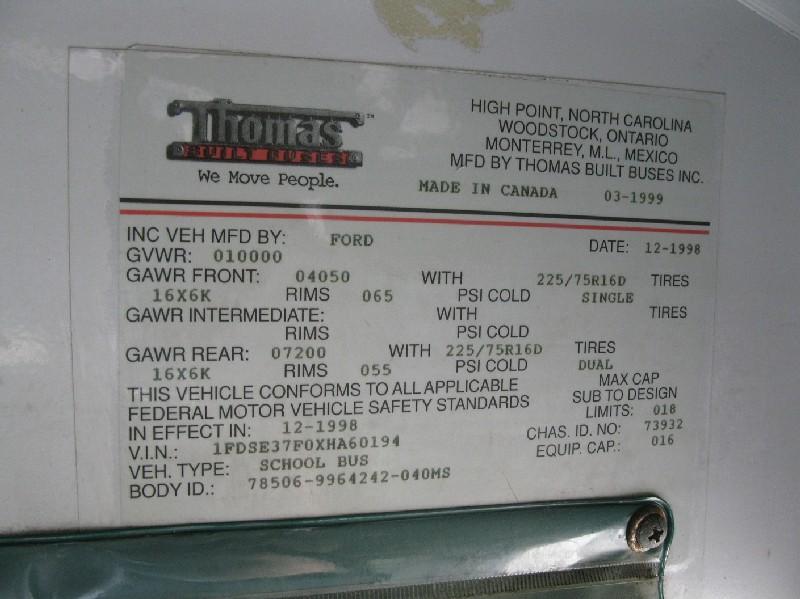 Thomas ™
BUILT BUSES
We Move People.
HIGH POINT, NORTH CAROLINA
WOODSTOCK, ONTARIO
MONTERREY, M.L., MEXICO
MFD BY THOMAS BUILT BUSES INC.
MADE IN CANADA 03-1999
INC VEH MFD BY: FORD DATE: 12-1998
GVWR: 010000
GAWR FRONT: 04050 WITH 225/75R16D TIRES
16X6K RIMS 065 PSI COLD SINGLE
GAWR INTERMEDIATE: WITH TIRES
RIMS PSI COLD
GAWR REAR: 07200 WITH 225/75R16D TIRES
16X6K RIMS 055 PSI COLD DUAL
THIS VEHICLE CONFORMS TO ALL APPLICABLE
FEDERAL MOTOR VEHICLE SAFETY STANDARDS
IN EFFECT IN: 12-1998
V.I.N.: 1FDSE37F0XHA60194
VEH. TYPE: SCHOOL BUS
BODY ID.: 78506-9964242-040MS
MAX CAP
SUB TO DESIGN
LIMITS: 018
CHAS. ID. NO: 73932
EQUIP. CAP.: 016